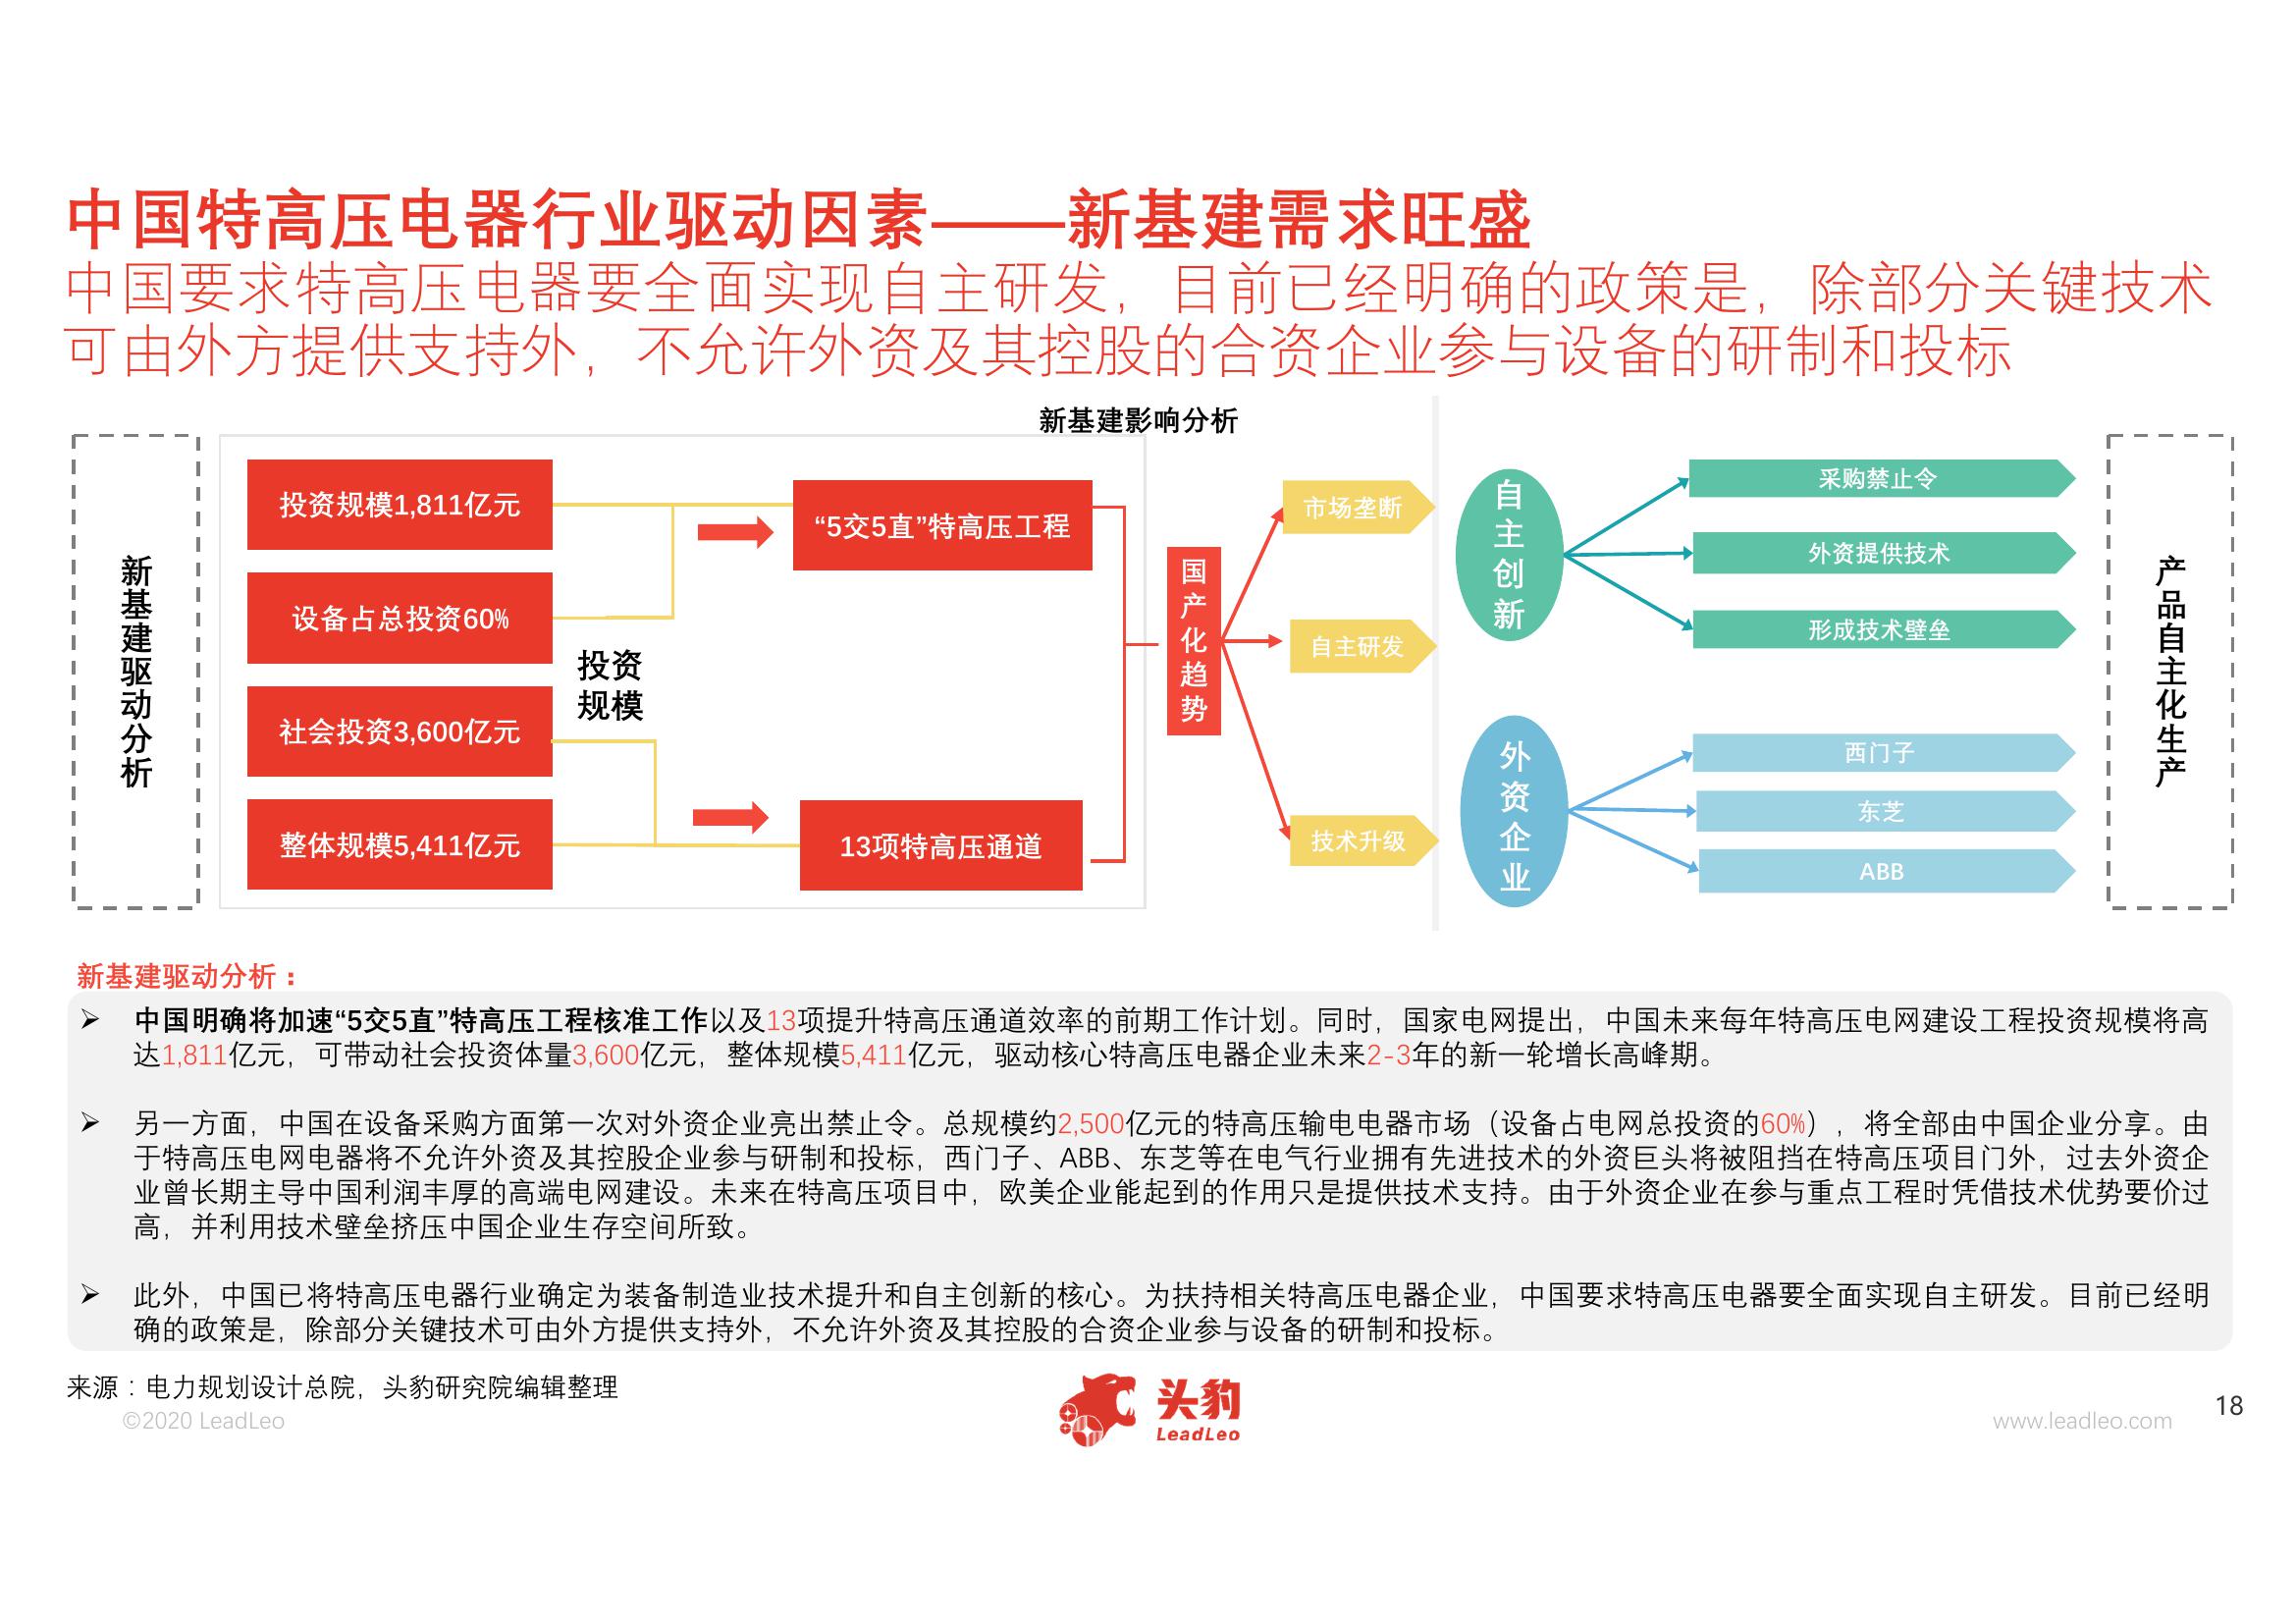 中国特高压电器行业驱动因素——新基建需求旺盛
中国要求特高压电器要全面实现自主研发，目前已经明确的政策是，除部分关键技术
可由外方提供支持外，不允许外资及其控股的合资企业参与设备的研制和投标
新基建影响分析
新基建驱动分析
投资规模1,811亿元
设备占总投资60%
社会投资3,600亿元
整体规模5,411亿元
投资
规模
“5交5直”特高压工程
13项特高压通道
国产化趋势
市场垄断
自主研发
技术升级
自主创新
采购禁止令
外资提供技术
形成技术壁垒
外资企业
西门子
东芝
ABB
产品自主化生产
新基建驱动分析：
➢ 中国明确将加速“5交5直”特高压工程核准工作以及13项提升特高压通道效率的前期工作计划。同时，国家电网提出，中国未来每年特高压电网建设工程投资规模将高
达1,811亿元，可带动社会投资体量3,600亿元，整体规模5,411亿元，驱动核心特高压电器企业未来2-3年的新一轮增长高峰期。
➢ 另一方面，中国在设备采购方面第一次对外资企业亮出禁止令。总规模约2,500亿元的特高压输电电器市场（设备占电网总投资的60%），将全部由中国企业分享。由
于特高压电网电器将不允许外资及其控股企业参与研制和投标，西门子、ABB、东芝等在电气行业拥有先进技术的外资巨头将被阻挡在特高压项目门外，过去外资企
业曾长期主导中国利润丰厚的高端电网建设。未来在特高压项目中，欧美企业能起到的作用只是提供技术支持。由于外资企业在参与重点工程时凭借技术优势要价过
高，并利用技术壁垒挤压中国企业生存空间所致。
➢ 此外，中国已将特高压电器行业确定为装备制造业技术提升和自主创新的核心。为扶持相关特高压电器企业，中国要求特高压电器要全面实现自主研发。目前已经明
确的政策是，除部分关键技术可由外方提供支持外，不允许外资及其控股的合资企业参与设备的研制和投标。
来源：电力规划设计总院，头豹研究院编辑整理
©2020 LeadLeo
头豹
LeadLeo
www.leadleo.com
18